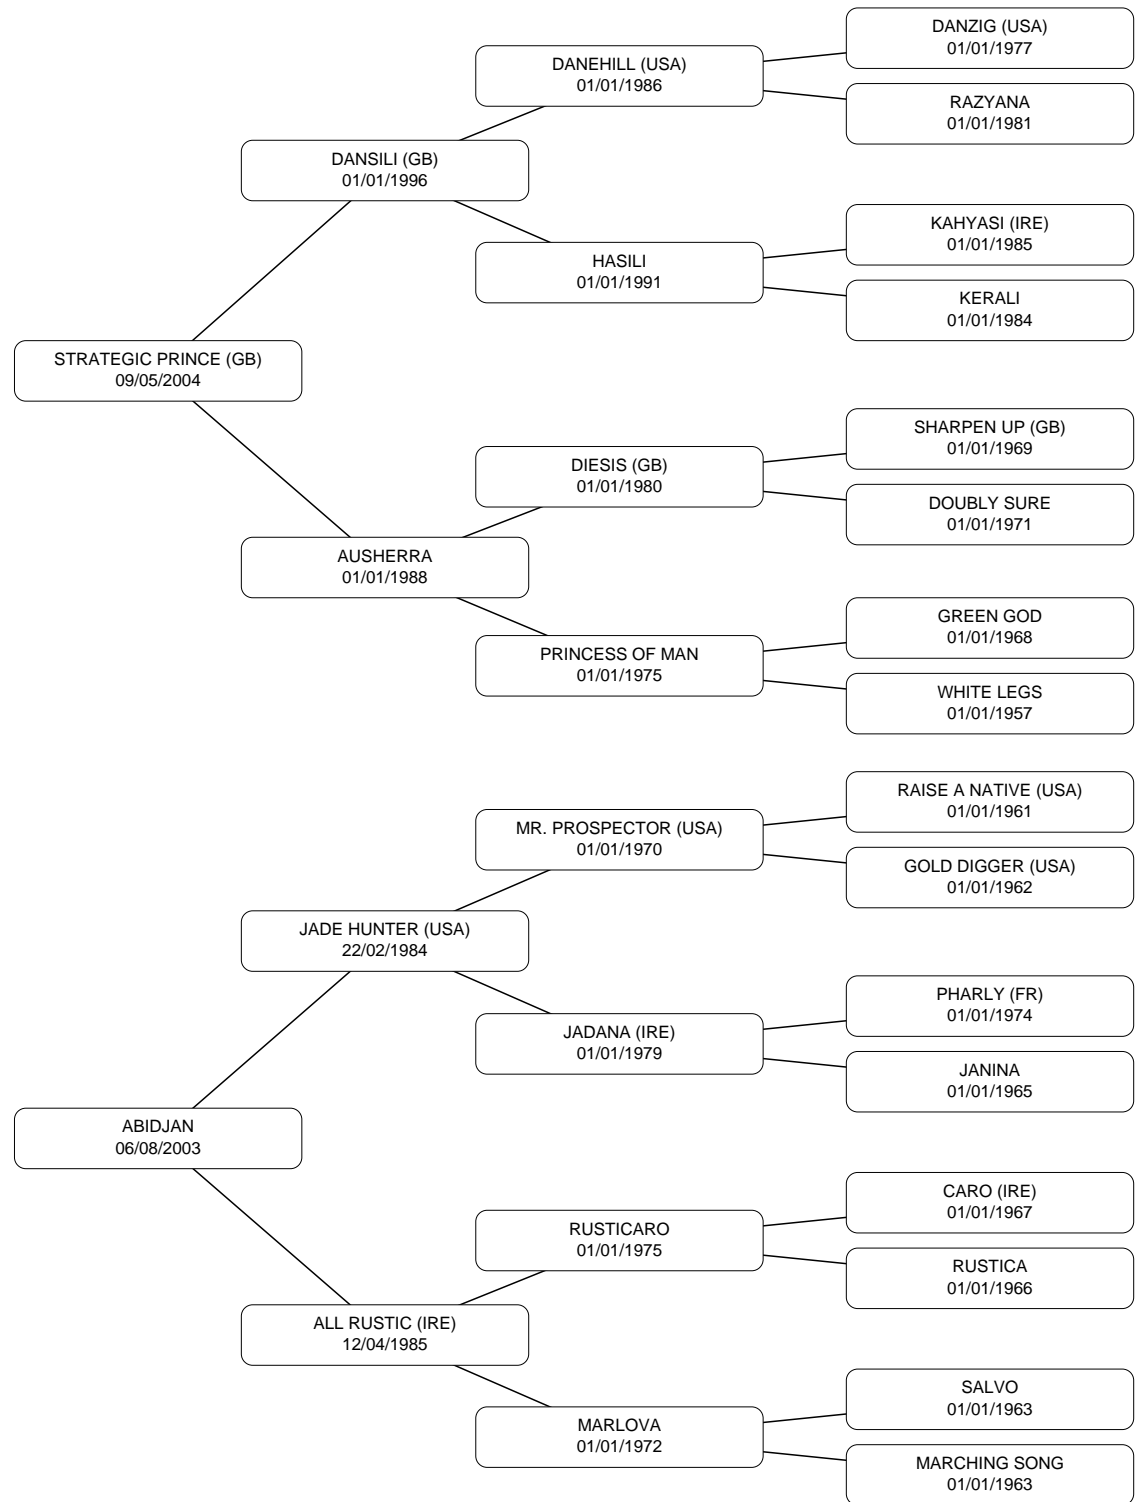 DANZIG (USA)
01/01/1977
DANEHILL (USA)
01/01/1986
RAZYANA
01/01/1981
DANSILI (GB)
01/01/1996
KAHYASI (IRE)
01/01/1985
HASILI
01/01/1991
KERALI
01/01/1984
STRATEGIC PRINCE (GB)
09/05/2004
SHARPEN UP (GB)
01/01/1969
DIESIS (GB)
01/01/1980
DOUBLY SURE
01/01/1971
AUSHERRA
01/01/1988
GREEN GOD
01/01/1968
PRINCESS OF MAN
01/01/1975
WHITE LEGS
01/01/1957
RAISE A NATIVE (USA)
01/01/1961
MR. PROSPECTOR (USA)
01/01/1970
GOLD DIGGER (USA)
01/01/1962
JADE HUNTER (USA)
22/02/1984
PHARLY (FR)
01/01/1974
JADANA (IRE)
01/01/1979
JANINA
01/01/1965
ABIDJAN
06/08/2003
CARO (IRE)
01/01/1967
RUSTICARO
01/01/1975
RUSTICA
01/01/1966
ALL RUSTIC (IRE)
12/04/1985
SALVO
01/01/1963
MARLOVA
01/01/1972
MARCHING SONG
01/01/1963